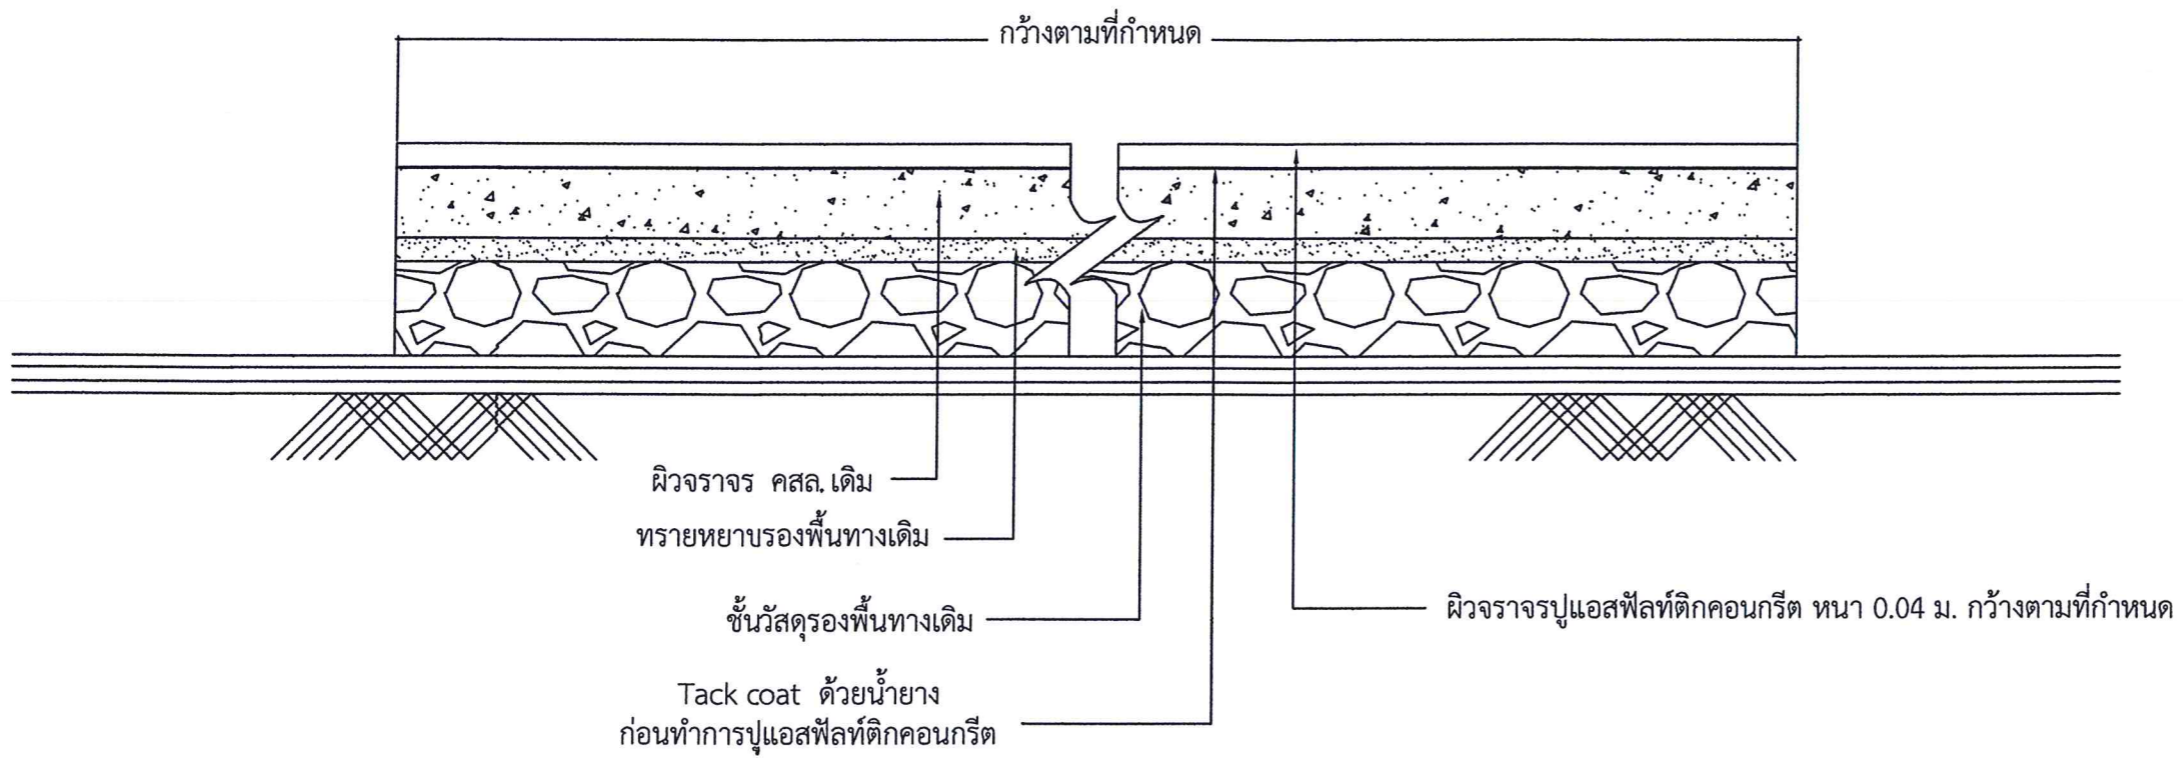 กว้างตามที่กำหนด
ผิวจราจร คสล. เดิม
ทรายหยาบรองพื้นทางเดิม
ชั้นวัสดุรองพื้นทางเดิม
ผิวจราจรปูแอสฟัลท์ติกคอนกรีต หนา 0.04 ม. กว้างตามที่กำหนด
Tack coat ด้วยน้ำยาง
ก่อนทำการปูแอสฟัลท์ติกคอนกรีต